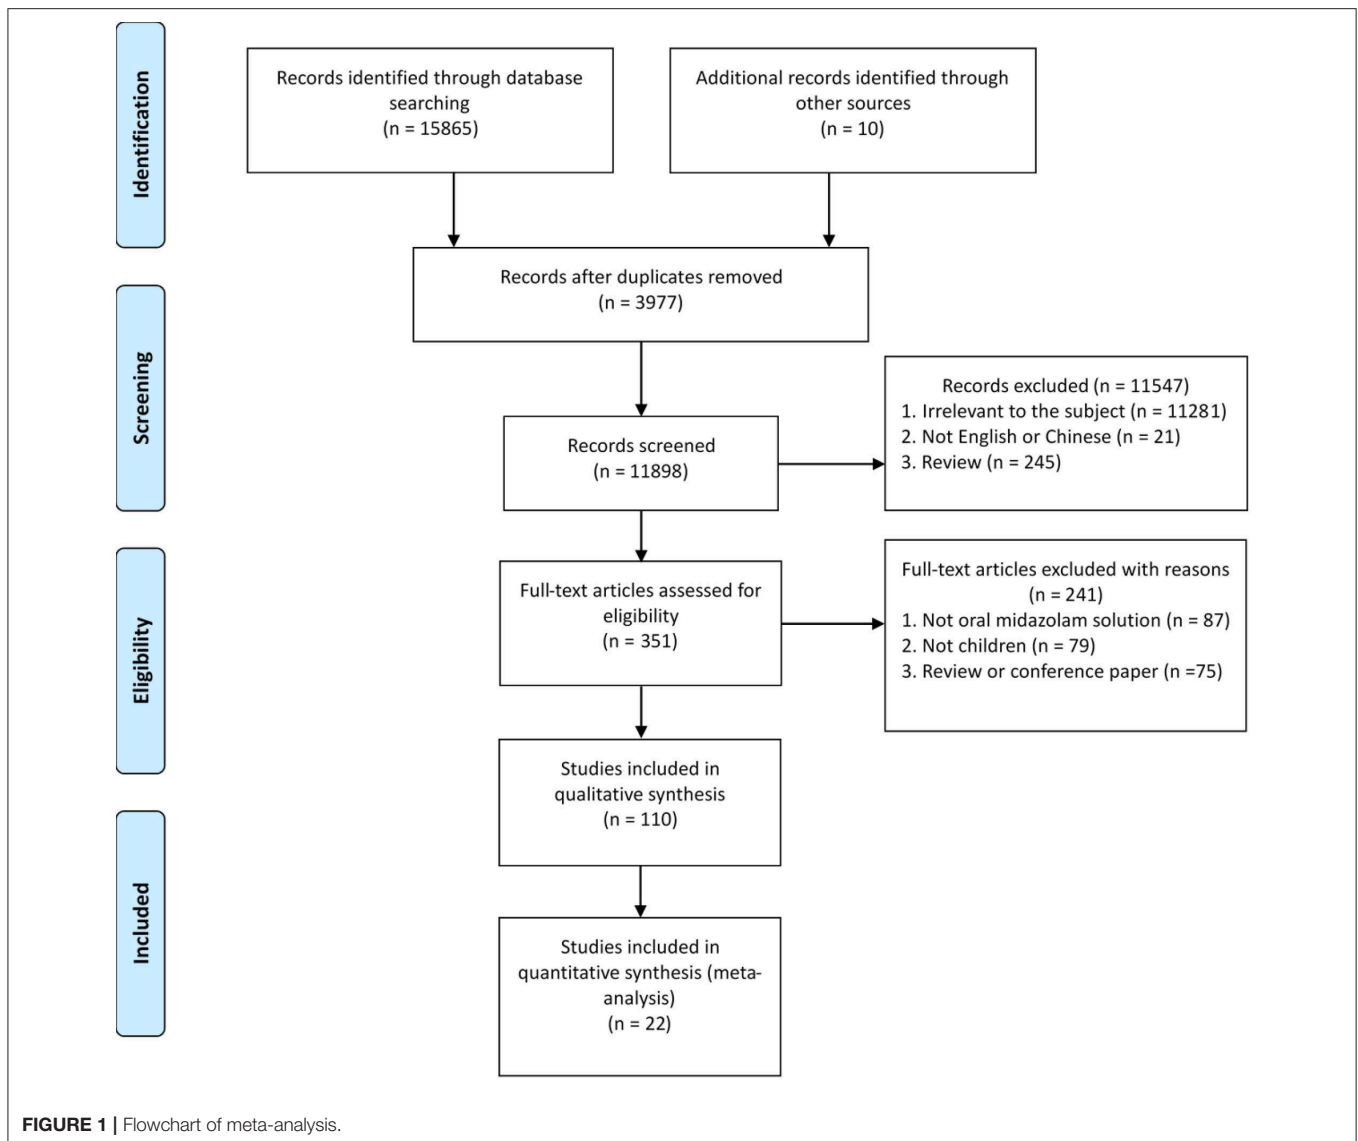 Identification
Records identified through database
searching
(n = 15865)
Additional records identified through
other sources
(n = 10)
Records after duplicates removed
(n = 3977)
Screening
Records screened
(n = 11898)
Records excluded (n = 11547)
1. Irrelevant to the subject (n = 11281)
2. Not English or Chinese (n = 21)
3. Review (n = 245)
Eligibility
Full-text articles assessed for
eligibility
(n = 351)
Full-text articles excluded with reasons
(n = 241)
1. Not oral midazolam solution (n = 87)
2. Not children (n = 79)
3. Review or conference paper (n =75)
Studies included in
qualitative synthesis
(n = 110)
Included
Studies included in
quantitative synthesis (meta-
analysis)
(n = 22)
FIGURE 1 | Flowchart of meta-analysis.